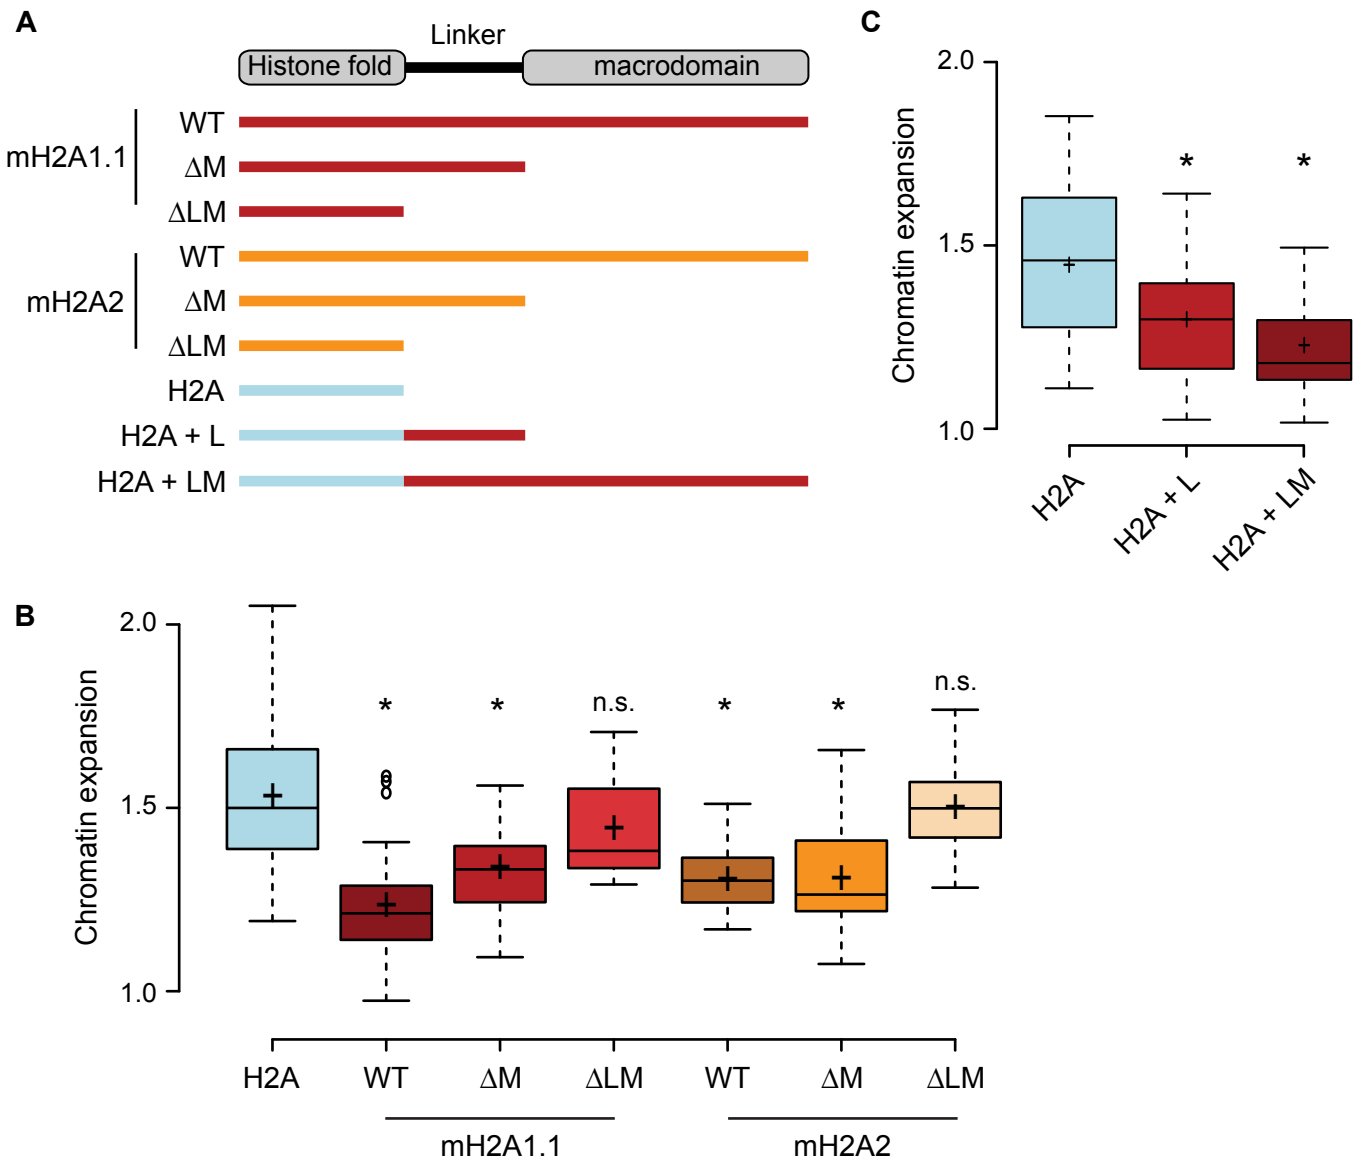 A
Linker
Histone fold
macrodomain
mH2A1.1
WT
ΔM
ΔLM
mH2A2
WT
ΔM
ΔLM
H2A
H2A + L
H2A + LM
C
Chromatin expansion
2.0
1.5
1.0
*
*
H2A
H2A + L
H2A + LM
B
Chromatin expansion
2.0
1.5
1.0
*
*
n.s.
*
*
n.s.
H2A
WT
ΔM
ΔLM
WT
ΔM
ΔLM
mH2A1.1
mH2A2